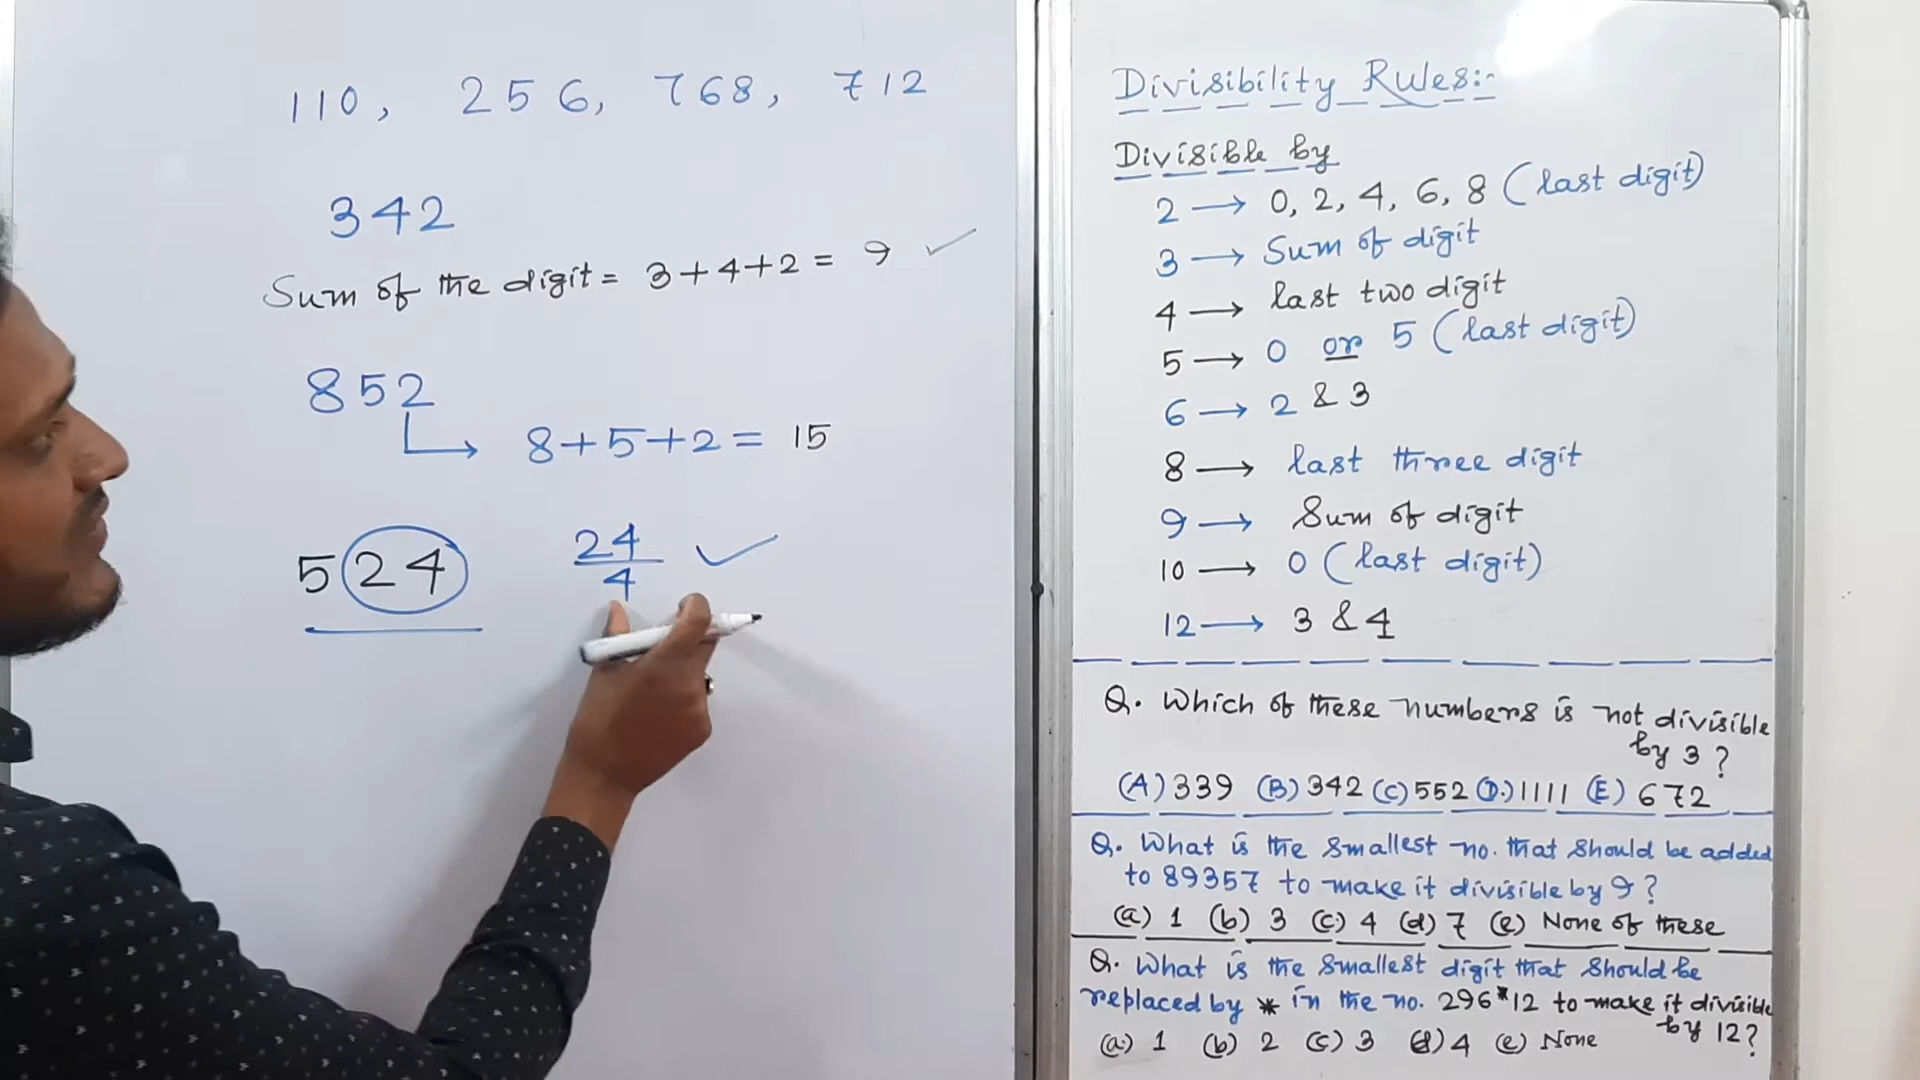 110, 256, 768, 712
342
Sum of the digit = 3+4+2 = 9 ✓
852
8+5+2 = 15
524
24
4
✓
Divisibility Rules:-
Divisible by
2 → 0, 2, 4, 6, 8 (last digit)
3 → Sum of digit
4 → last two digit
5 → 0 or 5 (last digit)
6 → 2 & 3
8 → last three digit
9 → Sum of digit
10 → 0 (last digit)
12 → 3 & 4
Q. Which of these numbers is not divisible
by 3?
(A) 339 (B) 342 (C) 552 (D.) 1111 (E) 672
Q. What is the smallest no. that should be added
to 89357 to make it divisible by 9?
(a) 1 (b) 3 (c) 4 (d) 7 (e) None of these
Q. What is the smallest digit that should be
replaced by * in the no. 296*12 to make it divisible
by 12?
(a) 1 (b) 2 (c) 3 (d) 4 (e) None